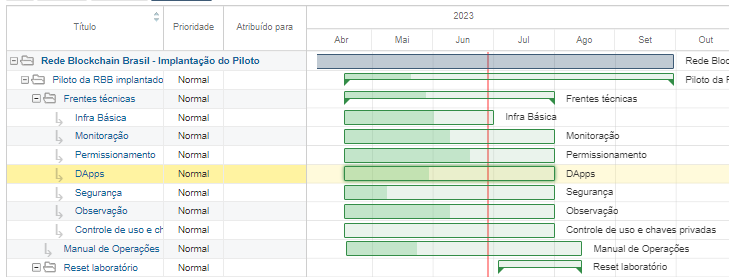 Título Prioridade Atribuído para 2023
Abr Mai Jun Jul Ago Set Out
Rede Blockchain Brasil - Implantação do Piloto Rede Bloc
Piloto da RBB implantado Normal Piloto da F
Frentes técnicas Normal Frentes técnicas
Infra Básica Normal Infra Básica
Monitoração Normal Monitoração
Permissionamento Normal Permissionamento
DApps Normal DApps
Segurança Normal Segurança
Observação Normal Observação
Controle de uso e ch Normal Controle de uso e chaves privadas
Manual de Operações Normal Manual de Operações
Reset laboratório Normal Reset laboratório